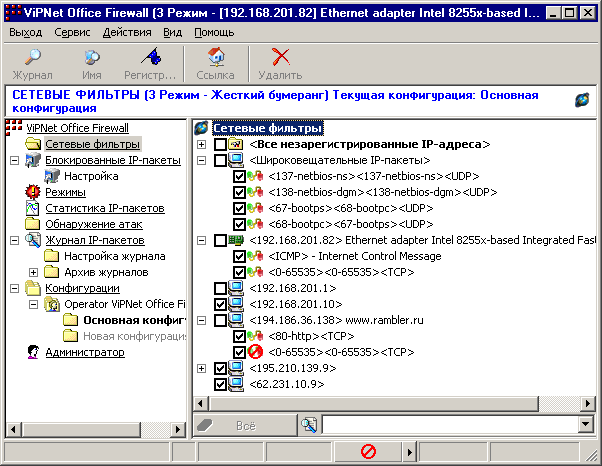 ViPNet Office Firewall (3 Режим - [192.168.201.82] Ethernet adapter Intel 8255x-based I...
Выход Сервис Действия Вид Помощь
Журнал Имя Регистр... Ссылка Удалить
СЕТЕВЫЕ ФИЛЬТРЫ (3 Режим - Жесткий бумеранг) Текущая конфигурация: Основная
конфигурация
ViPNet Office Firewall
Сетевые фильтры
Блокированные IP-пакеты
Настройка
Режимы
Статистика IP-пакетов
Обнаружение атак
Журнал IP-пакетов
Настройка журнала
Архив журналов
Конфигурации
Operator ViPNet Office Fi
Основная конфиг
Новая конфигурация
Администратор
Сетевые фильтры
<Все незарегистрированные IP-адреса>
<Широковещательные IP-пакеты>
<137-netbios-ns><137-netbios-ns><UDP>
<138-netbios-dgm><138-netbios-dgm><UDP>
<67-bootps><68-bootpc><UDP>
<68-bootpc><67-bootps><UDP>
<192.168.201.82> Ethernet adapter Intel 8255x-based Integrated Fas
<ICMP> - Internet Control Message
<0-65535><0-65535><TCP>
<192.168.201.1>
<192.168.201.10>
<194.186.36.138> www.rambler.ru
<80-http><TCP>
<0-65535><0-65535><TCP>
<195.210.139.9>
<62.231.10.9>
Всё